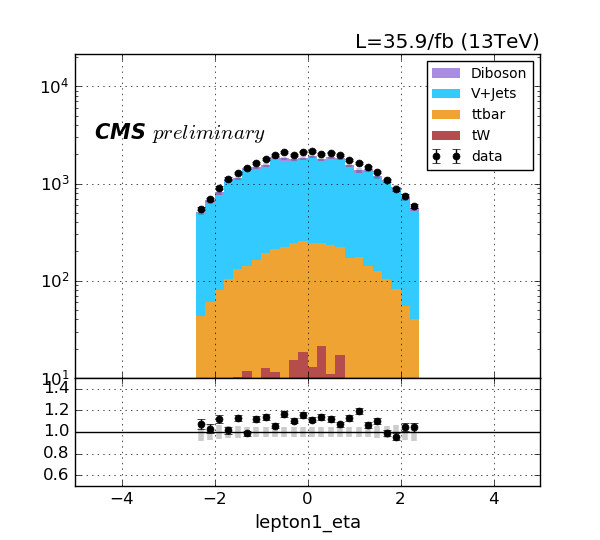 L=35.9/fb (13TeV)
10^4
10^3
10^2
10^1
CMS preliminary
Diboson
V+Jets
ttbar
tW
data
1.4
1.2
1.0
0.8
0.6
−4
−2
0
2
4
lepton1_eta